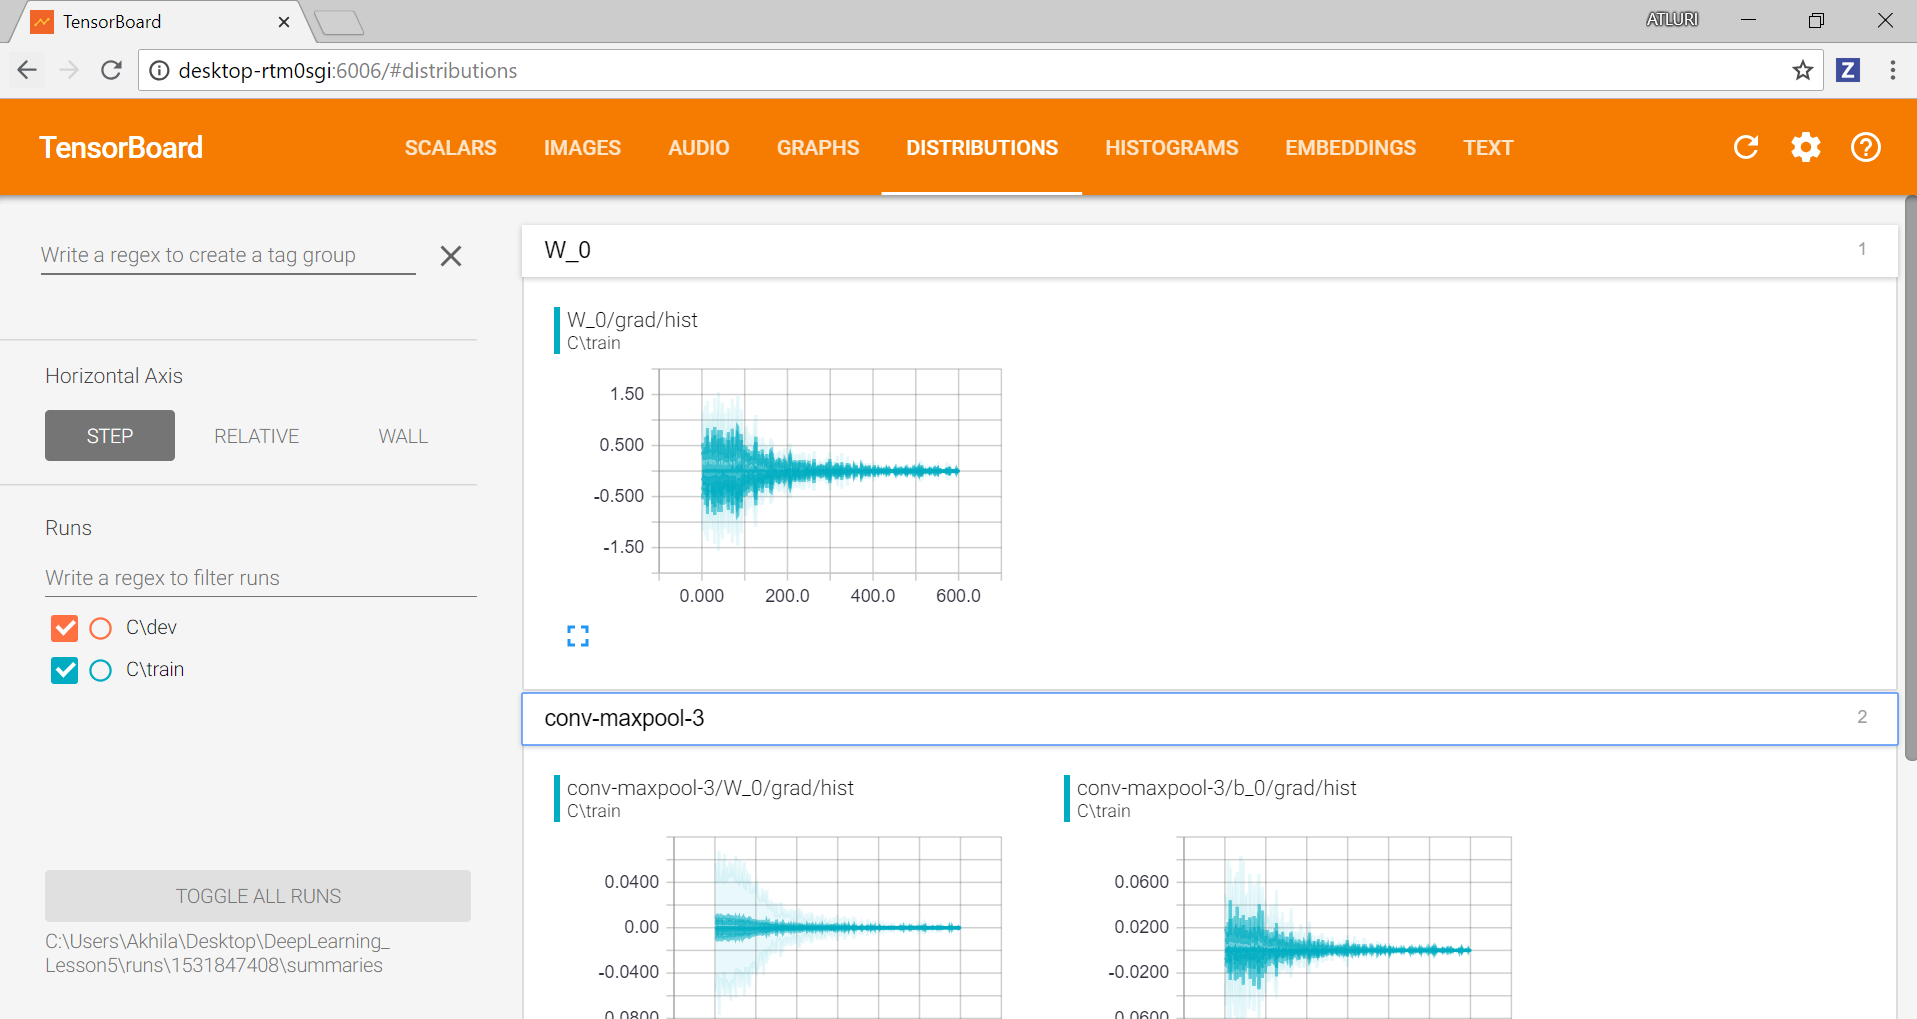 TensorBoard
ATLURI
desktop-rtm0sgi:6006/#distributions
Z
TensorBoard
SCALARS IMAGES AUDIO GRAPHS DISTRIBUTIONS HISTOGRAMS EMBEDDINGS TEXT
Write a regex to create a tag group
Horizontal Axis
STEP RELATIVE WALL
Runs
Write a regex to filter runs
C\dev
C\train
TOGGLE ALL RUNS
C:\Users\Akhila\Desktop\DeepLearning_
Lesson5\runs\1531847408\summaries
W_0 1
W_0/grad/hist
C\train
1.50
0.500
-0.500
-1.50
0.000 200.0 400.0 600.0
conv-maxpool-3 2
conv-maxpool-3/W_0/grad/hist
C\train
0.0400
0.00
-0.0400
conv-maxpool-3/b_0/grad/hist
C\train
0.0600
0.0200
-0.0200